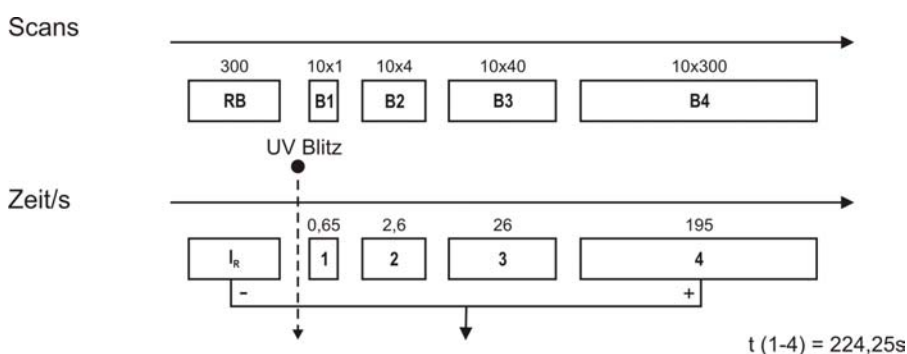 Scans
300 10x1 10x4 10x40 10x300
RB B1 B2 B3 B4
UV Blitz
Zeit/s
0,65 2,6 26 195
I_R 1 2 3 4
- +
t (1-4) = 224,25s